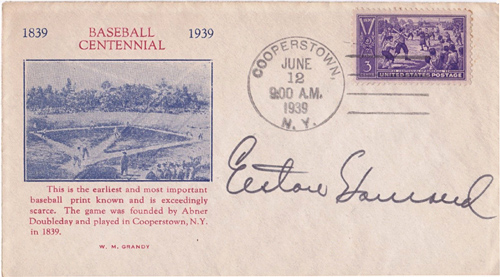 1839 BASEBALL 1939
CENTENNIAL
This is the earliest and most important
baseball print known and is exceedingly
scarce. The game was founded by Abner
Doubleday and played in Cooperstown, N.Y.
in 1839.
W. M. GRANDY
COOPERSTOWN,
JUNE
12
9:00 A.M.
1939
N. Y.
3
UNITED STATES POSTAGE